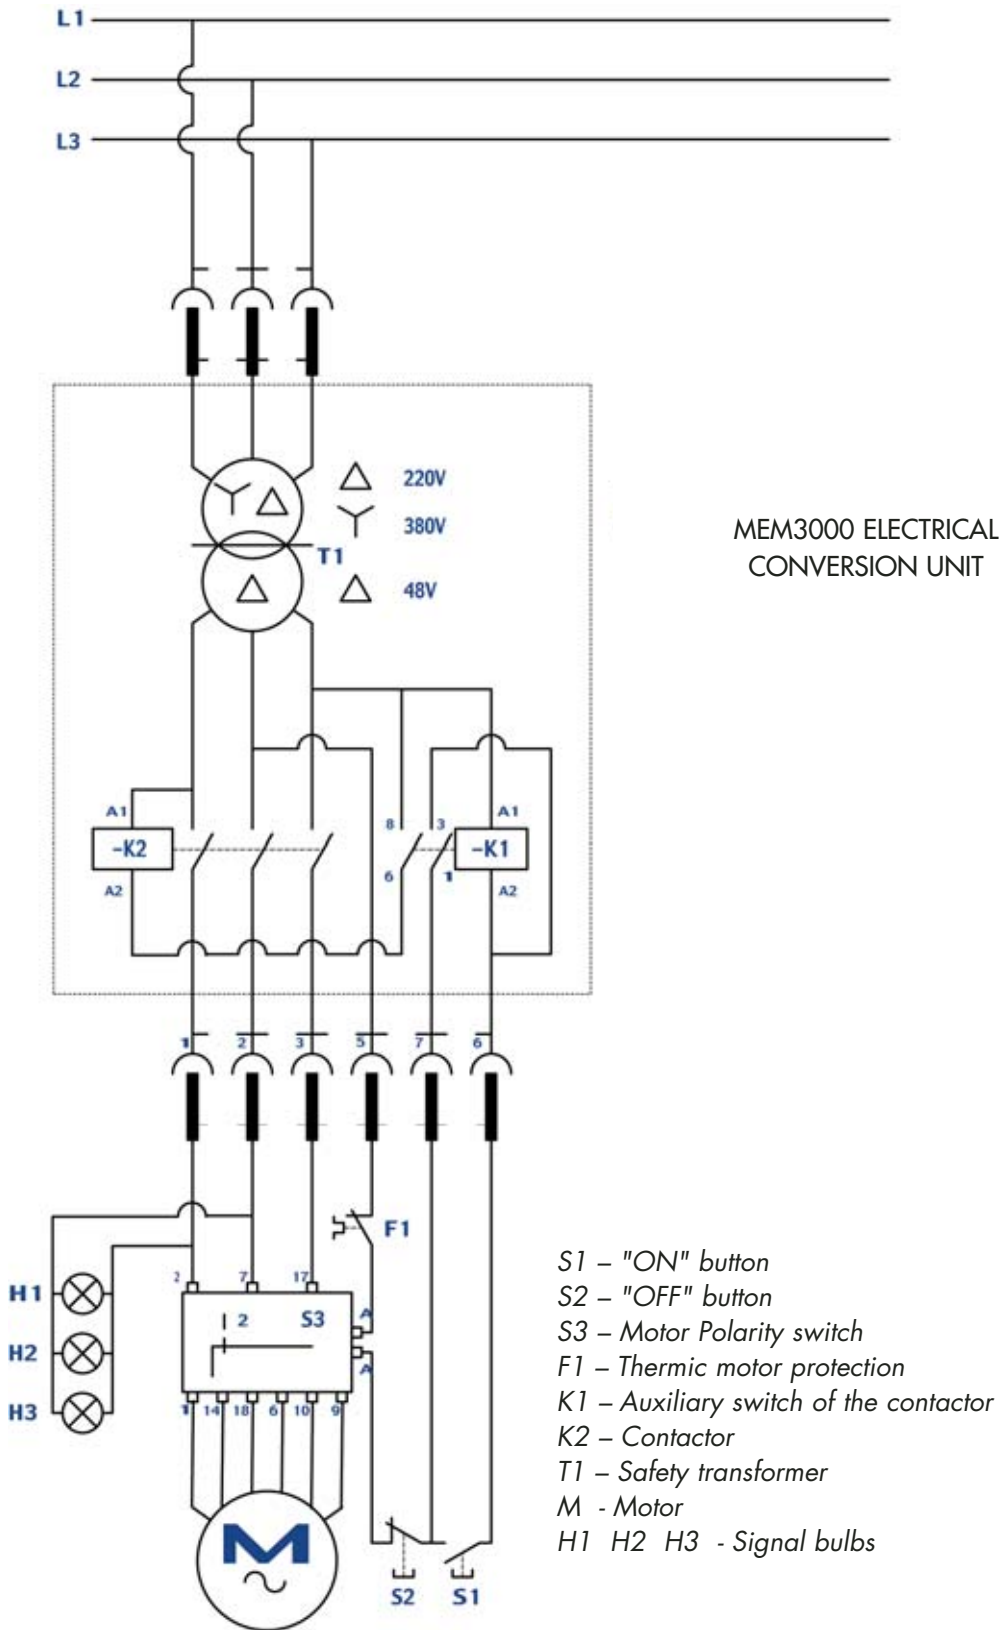 L1
L2
L3
220V
380V
T1
48V
MEM3000 ELECTRICAL
CONVERSION UNIT
A1 8 3 A1
-K2 -K1
A2 6 1 A2
1 2 3 5 7 6
F1
2 7 17
H1
2 S3 A
H2
A
H3
1 14 18 6 10 9
M
S2 S1
S1 – "ON" button
S2 – "OFF" button
S3 – Motor Polarity switch
F1 – Thermic motor protection
K1 – Auxiliary switch of the contactor
K2 – Contactor
T1 – Safety transformer
M - Motor
H1 H2 H3 - Signal bulbs